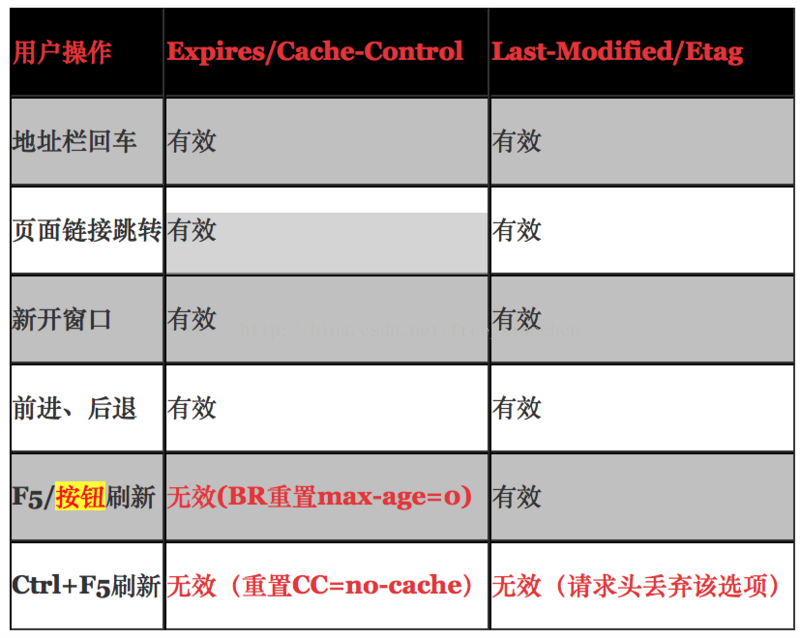 用户操作 Expires/Cache-Control Last-Modified/Etag
地址栏回车 有效 有效
页面链接跳转 有效 有效
新开窗口 有效 有效
前进、后退 有效 有效
F5/按钮刷新 无效(BR重置max-age=0) 有效
Ctrl+F5刷新 无效（重置CC=no-cache） 无效（请求头丢弃该选项）